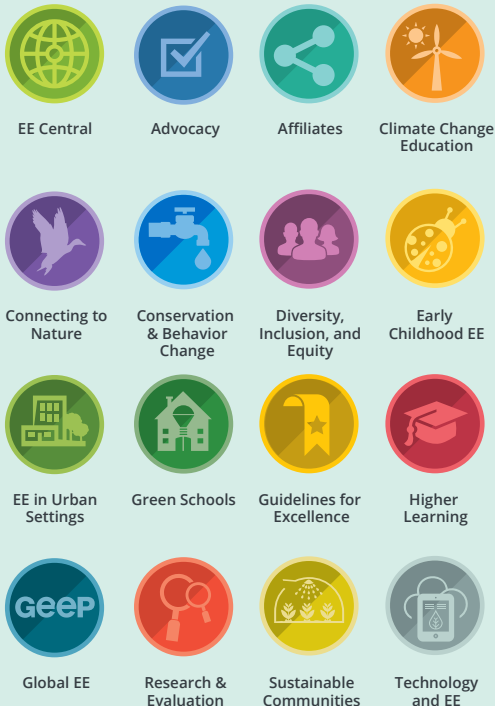 EE Central
Advocacy
Affiliates
Climate Change
Education
Connecting to
Nature
Conservation
& Behavior
Change
Diversity,
Inclusion, and
Equity
Early
Childhood EE
EE in Urban
Settings
Green Schools
Guidelines for
Excellence
Higher
Learning
GeeP
Global EE
Research &
Evaluation
Sustainable
Communities
Technology
and EE